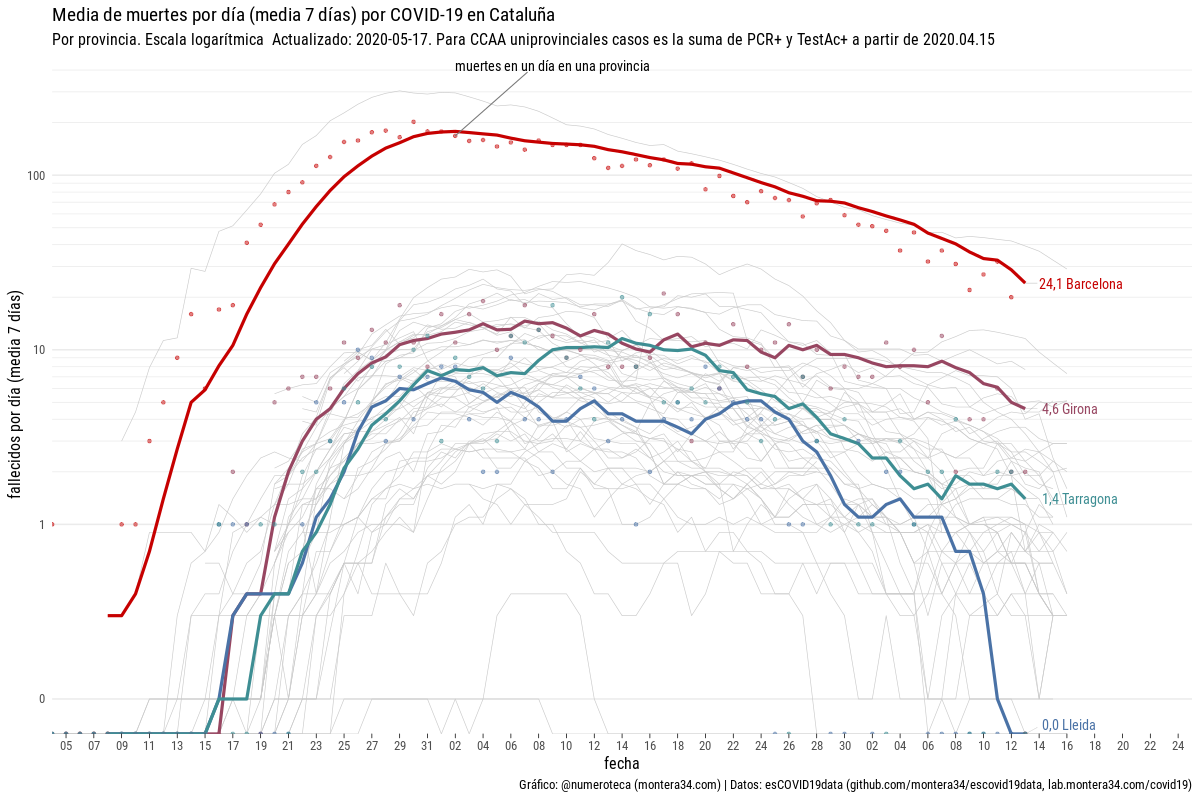 Media de muertes por día (media 7 días) por COVID-19 en Cataluña
Por provincia. Escala logarítmica  Actualizado: 2020-05-17. Para CCAA uniprovinciales casos es la suma de PCR+ y TestAc+ a partir de 2020.04.15
muertes en un día en una provincia
fallecidos por día (media  7 días)
100
10
1
0
24,1 Barcelona
4,6 Girona
1,4 Tarragona
0,0 Lleida
05 07 09 11 13 15 17 19 21 23 25 27 29 31 02 04 06 08 10 12 14 16 18 20 22 24 26 28 30 02 04 06 08 10 12 14 16 18 20 22 24
fecha
Gráfico: @numeroteca (montera34.com) | Datos: esCOVID19data (github.com/montera34/escovid19data, lab.montera34.com/covid19)